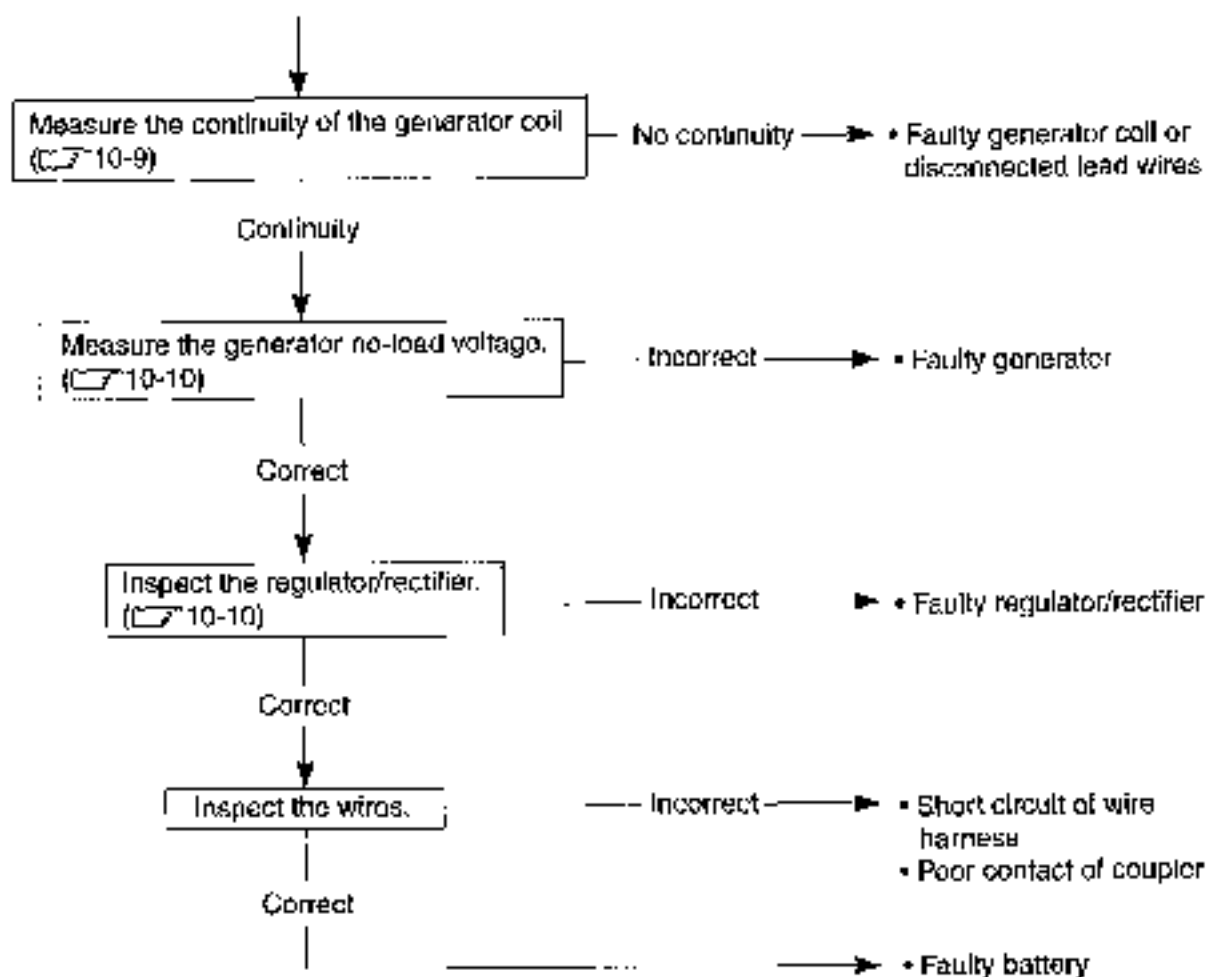 Measure the continuity of the generator coil
(☞ 10-9)
No continuity
• Faulty generator coil or
disconnected lead wires
Continuity
Measure the generator no-load voltage.
(☞ 10-10)
Incorrect
• Faulty generator
Correct
Inspect the regulator/rectifier.
(☞ 10-10)
Incorrect
• Faulty regulator/rectifier
Correct
Inspect the wires.
Incorrect
• Short circuit of wire
harness
• Poor contact of coupler
Correct
• Faulty battery